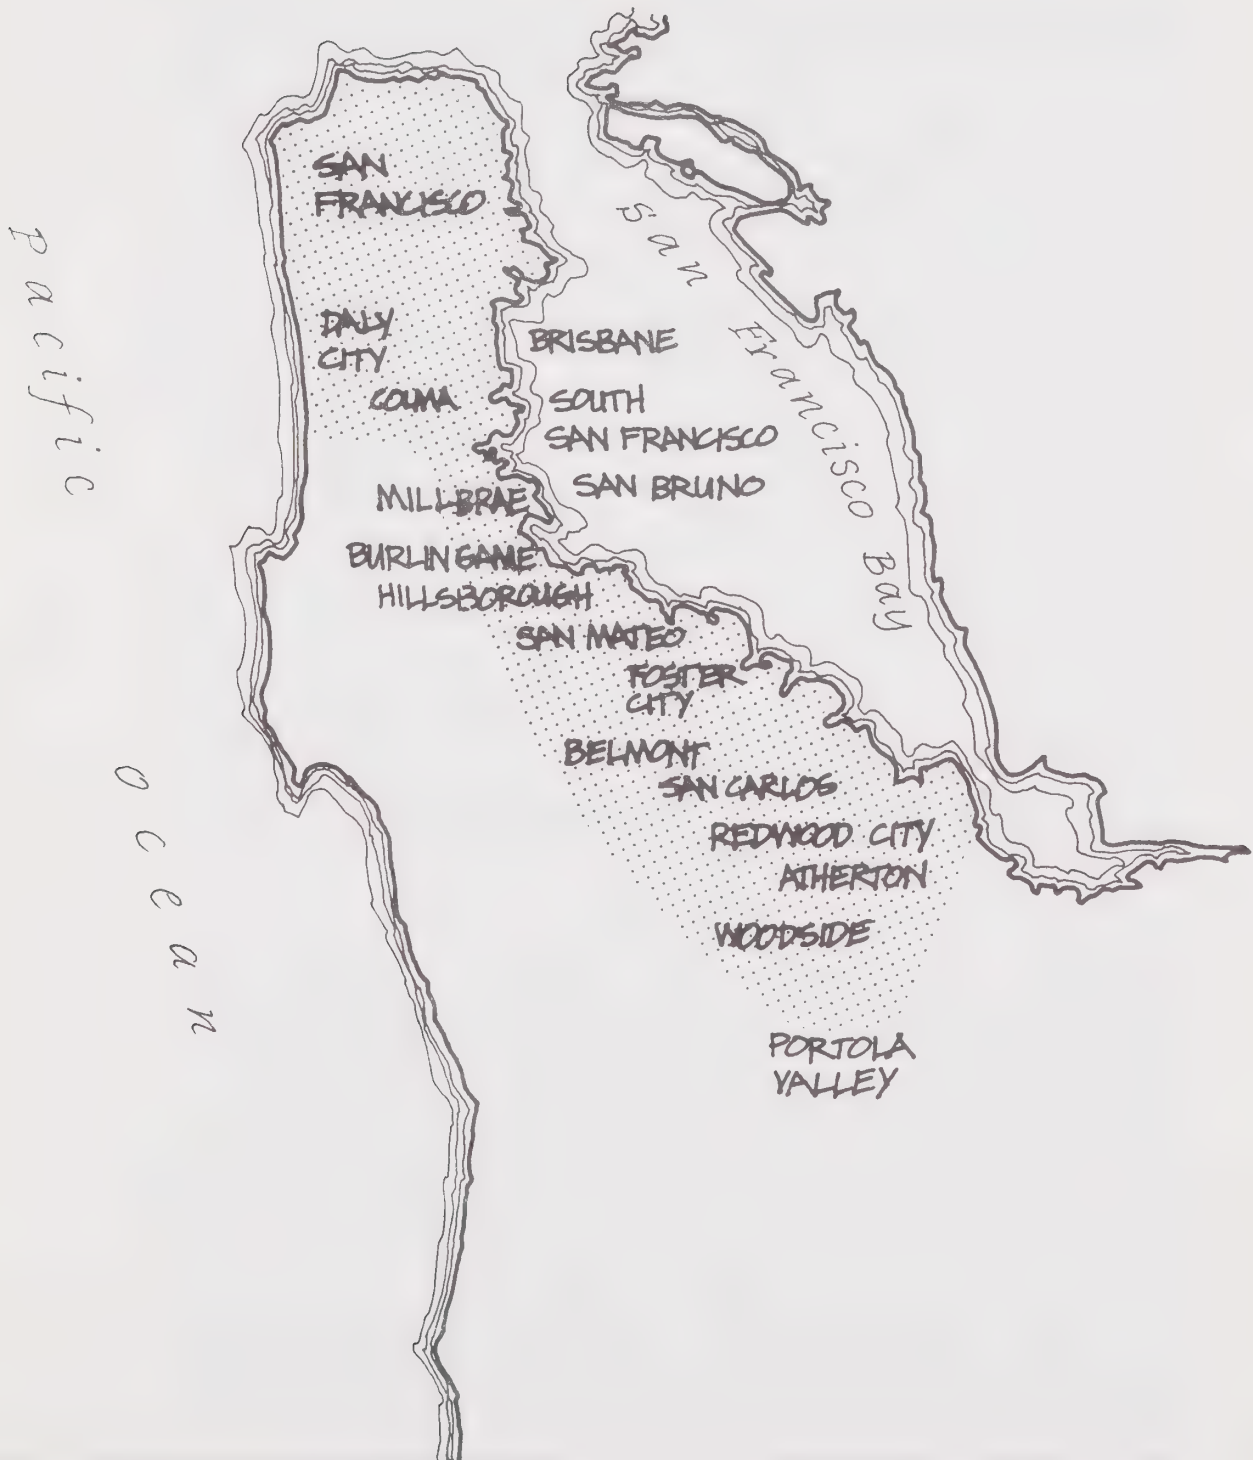 SAN
FRANCISCO
Pacific
San
DALY
CITY
BRISBANE
Francisco
COLMA
SOUTH
SAN FRANCISCO
SAN BRUNO
MILLBRAE
BURLINGAME
Bay
HILLSBOROUGH
SAN MATEO
FOSTER
CITY
BELMONT
SAN CARLOS
Ocean
REDWOOD CITY
ATHERTON
WOODSIDE
PORTOLA
VALLEY